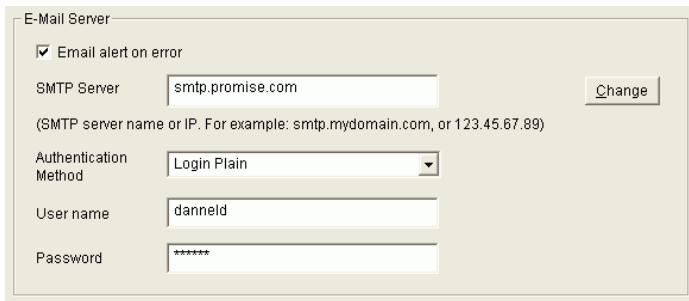 E-Mail Server
Email alert on error
SMTP Server
smtp.promise.com
Change
(SMTP server name or IP. For example: smtp.mydomain.com, or 123.45.67.89)
Authentication
Method
Login Plain
User name
danneld
Password
******